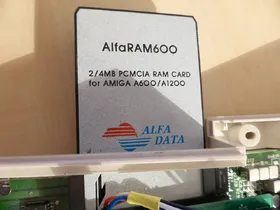 AlfaRAM600
2/4MB PCMCIA RAM CARD
for AMIGA A600/A1200
ALFA
DATA